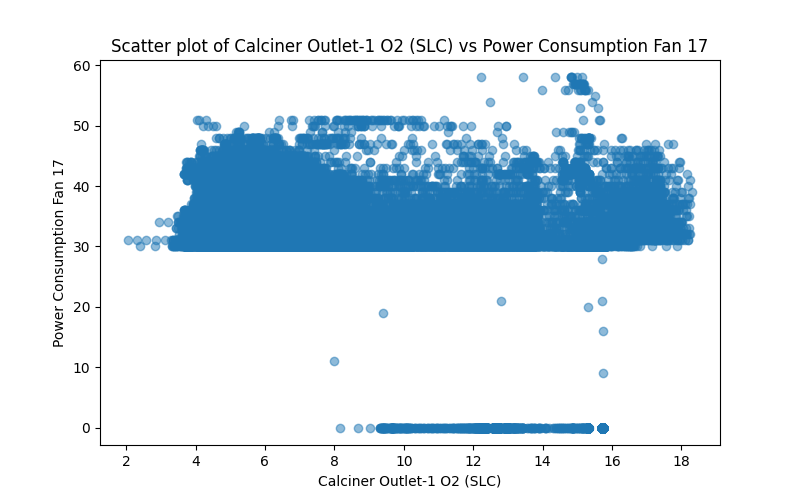 Scatter plot of Calciner Outlet-1 O2 (SLC) vs Power Consumption Fan 17
60
50
40
30
20
10
0
Power Consumption Fan 17
2 4 6 8 10 12 14 16 18
Calciner Outlet-1 O2 (SLC)